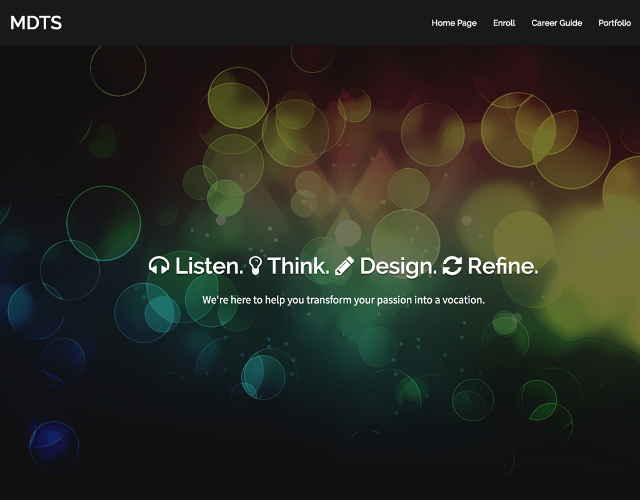 MDTS
Home Page Enroll Career Guide Portfolio
Listen. Think. Design. Refine.
We're here to help you transform your passion into a vocation.